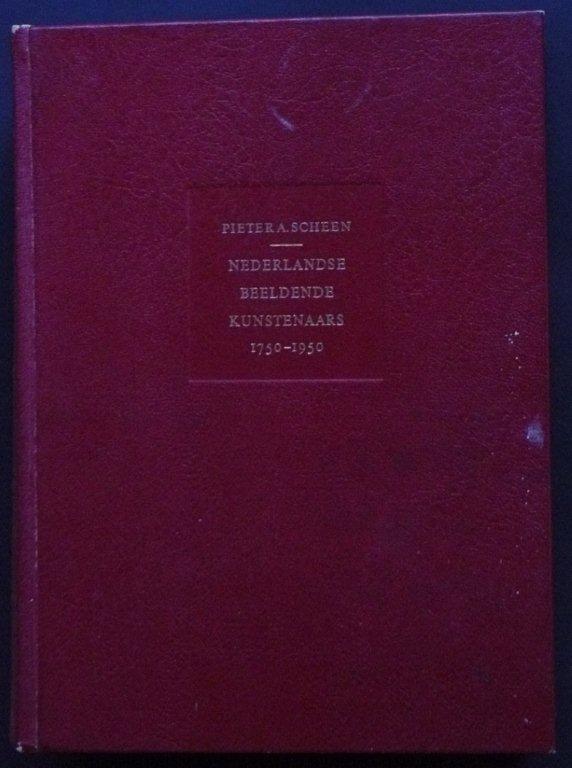 PIETER A. SCHEEN
NEDERLANDSE
BEELDENDE
KUNSTENAARS
1750–1950